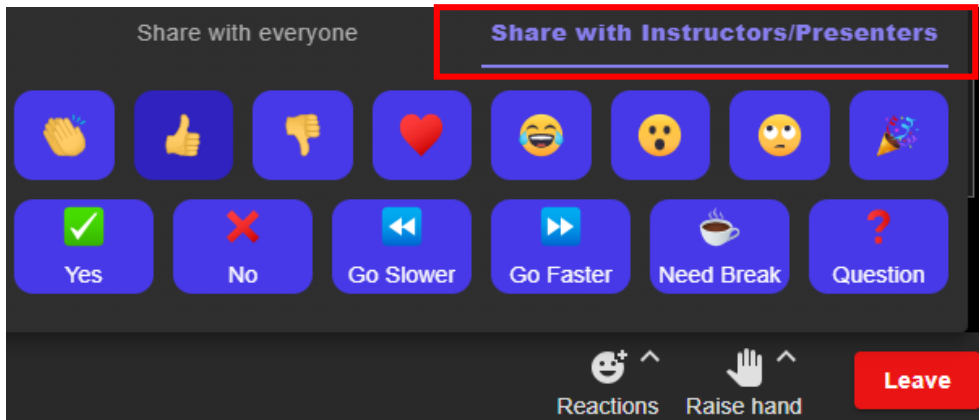 Share with everyone
Share with Instructors/Presenters
Yes
No
Go Slower
Go Faster
Need Break
Question
Reactions
Raise hand
Leave